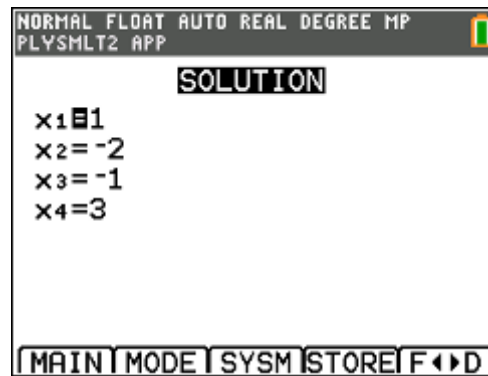 NORMAL FLOAT AUTO REAL DEGREE MP
PLYSMLT2 APP
SOLUTION
x₁=1
x₂=⁻2
x₃=⁻1
x₄=3
MAIN MODE SYSM STORE F◂▸D